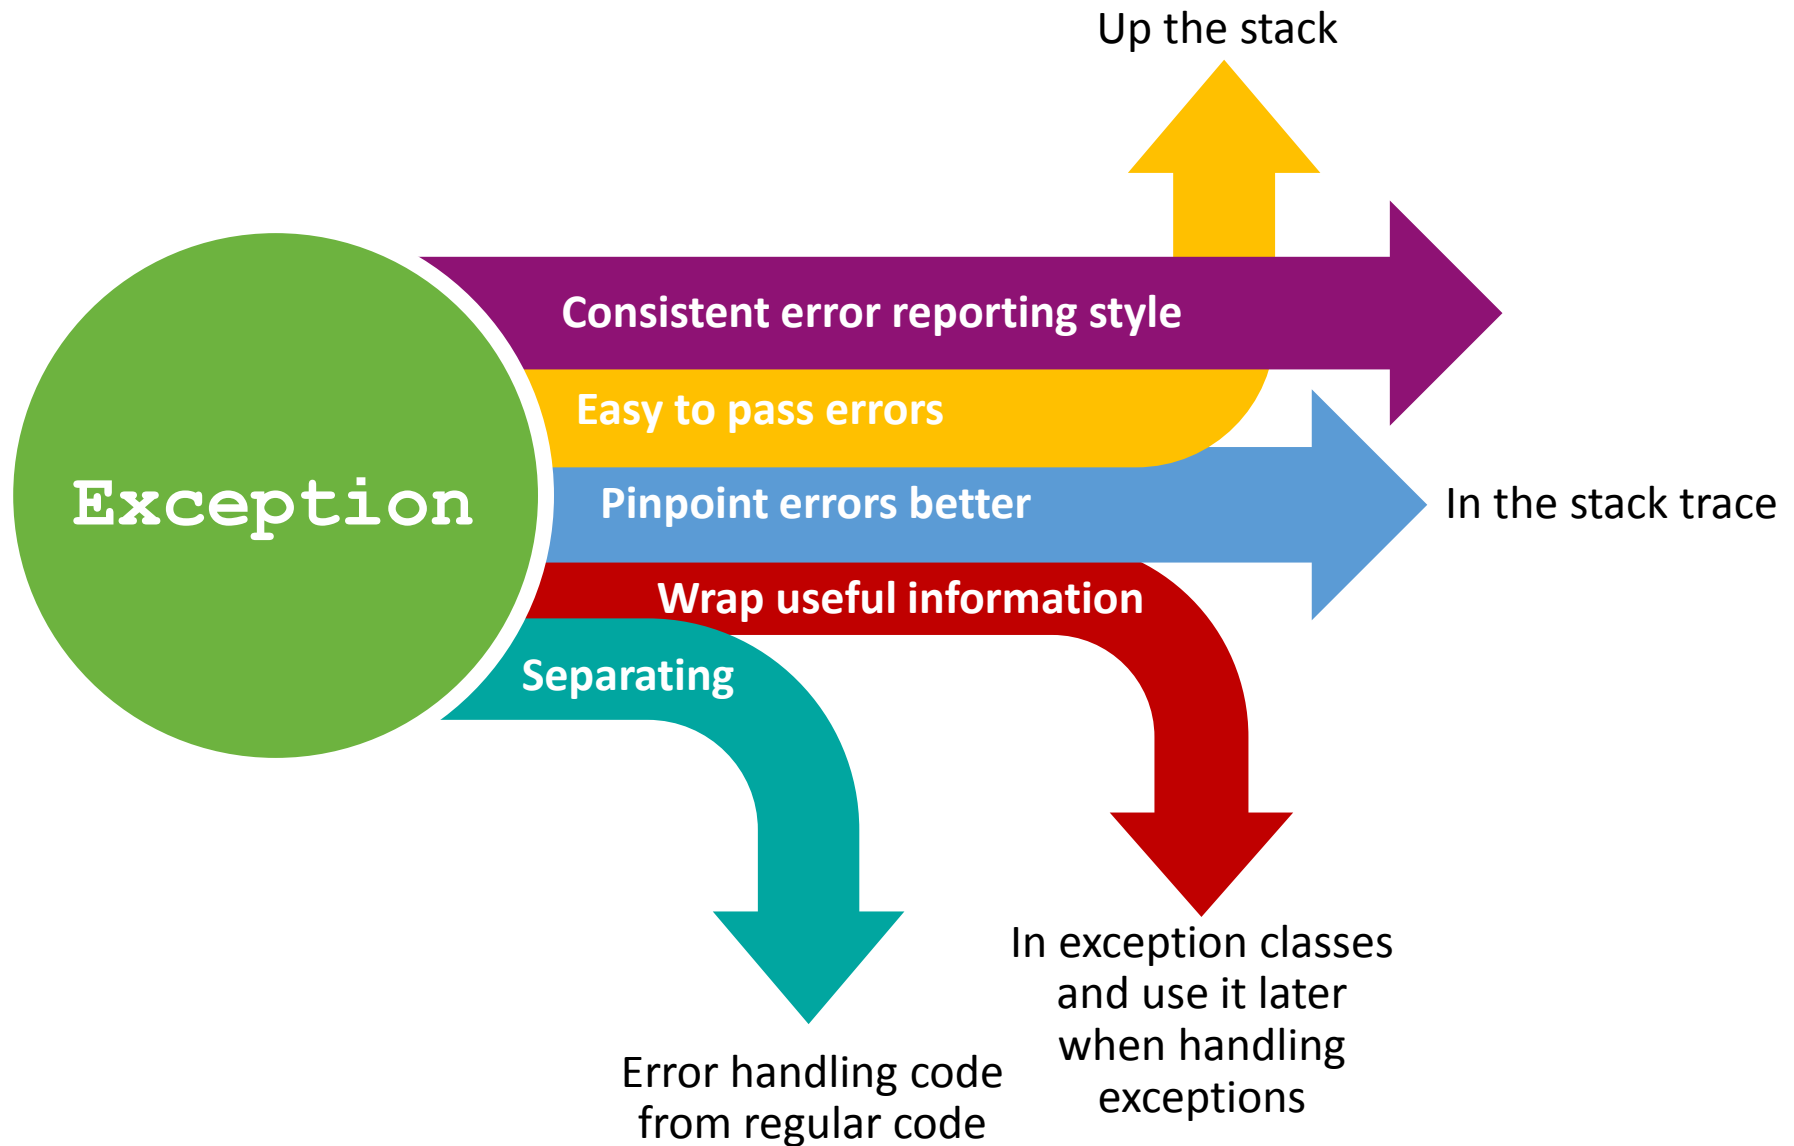 Up the stack
Consistent error reporting style
Easy to pass errors
Exception
Pinpoint errors better
In the stack trace
Wrap useful information
Separating
In exception classes
and use it later
when handling
exceptions
Error handling code
from regular code